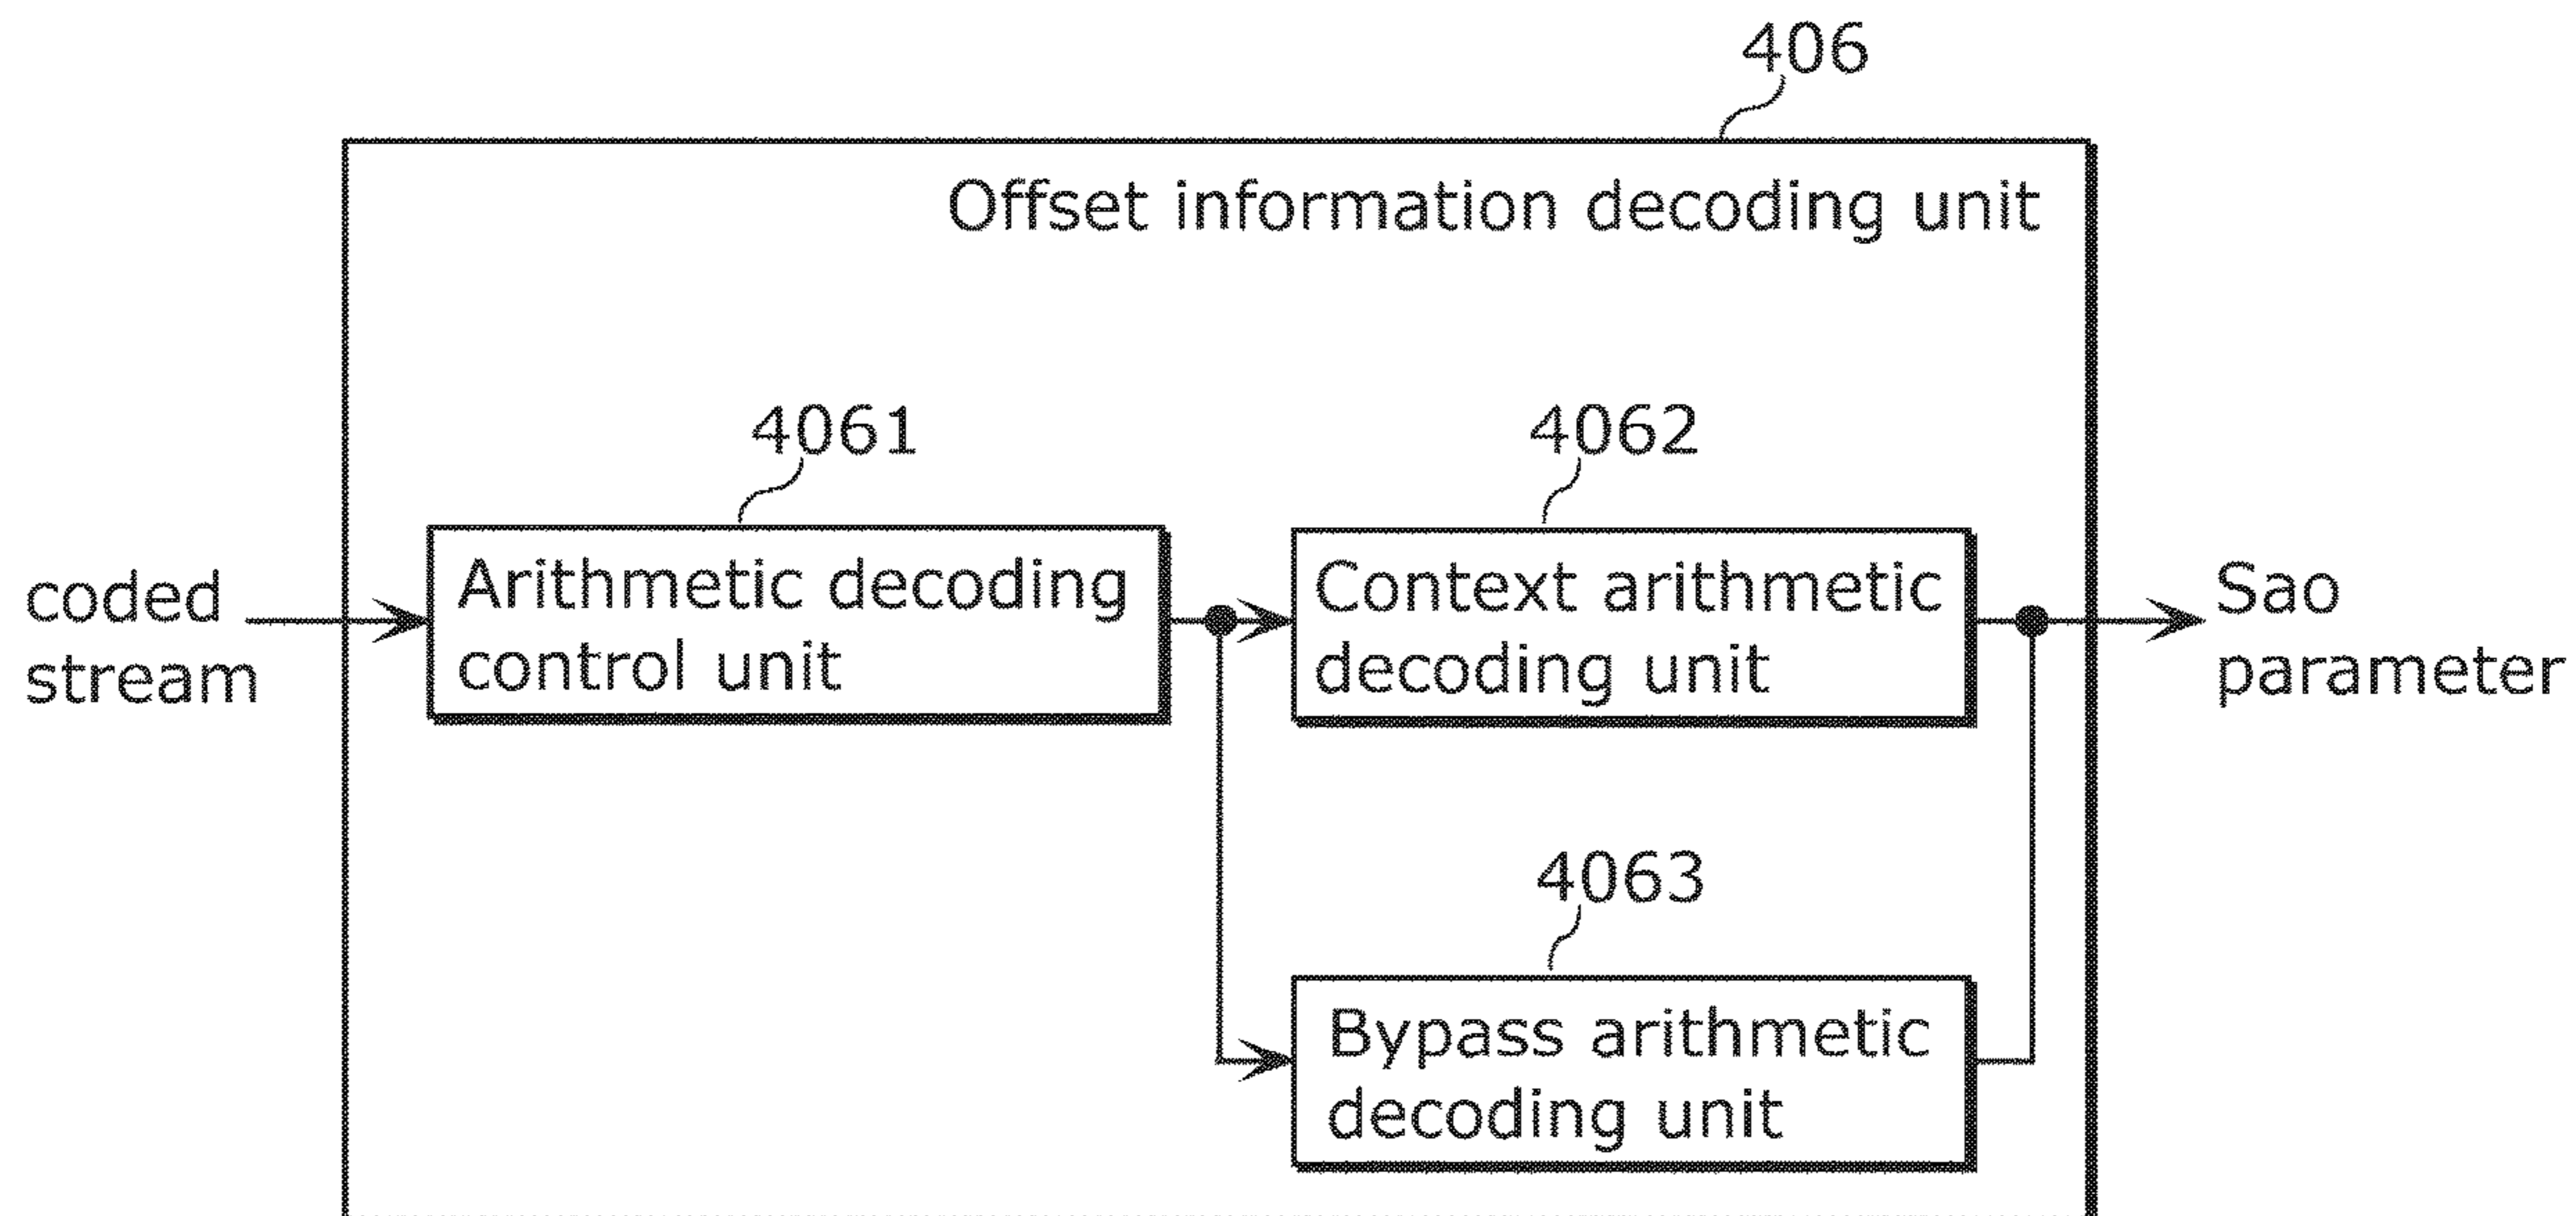 406
Offset information decoding unit
4061
4062
coded
stream
Arithmetic decoding
control unit
Context arithmetic
decoding unit
Sao
parameter
4063
Bypass arithmetic
decoding unit